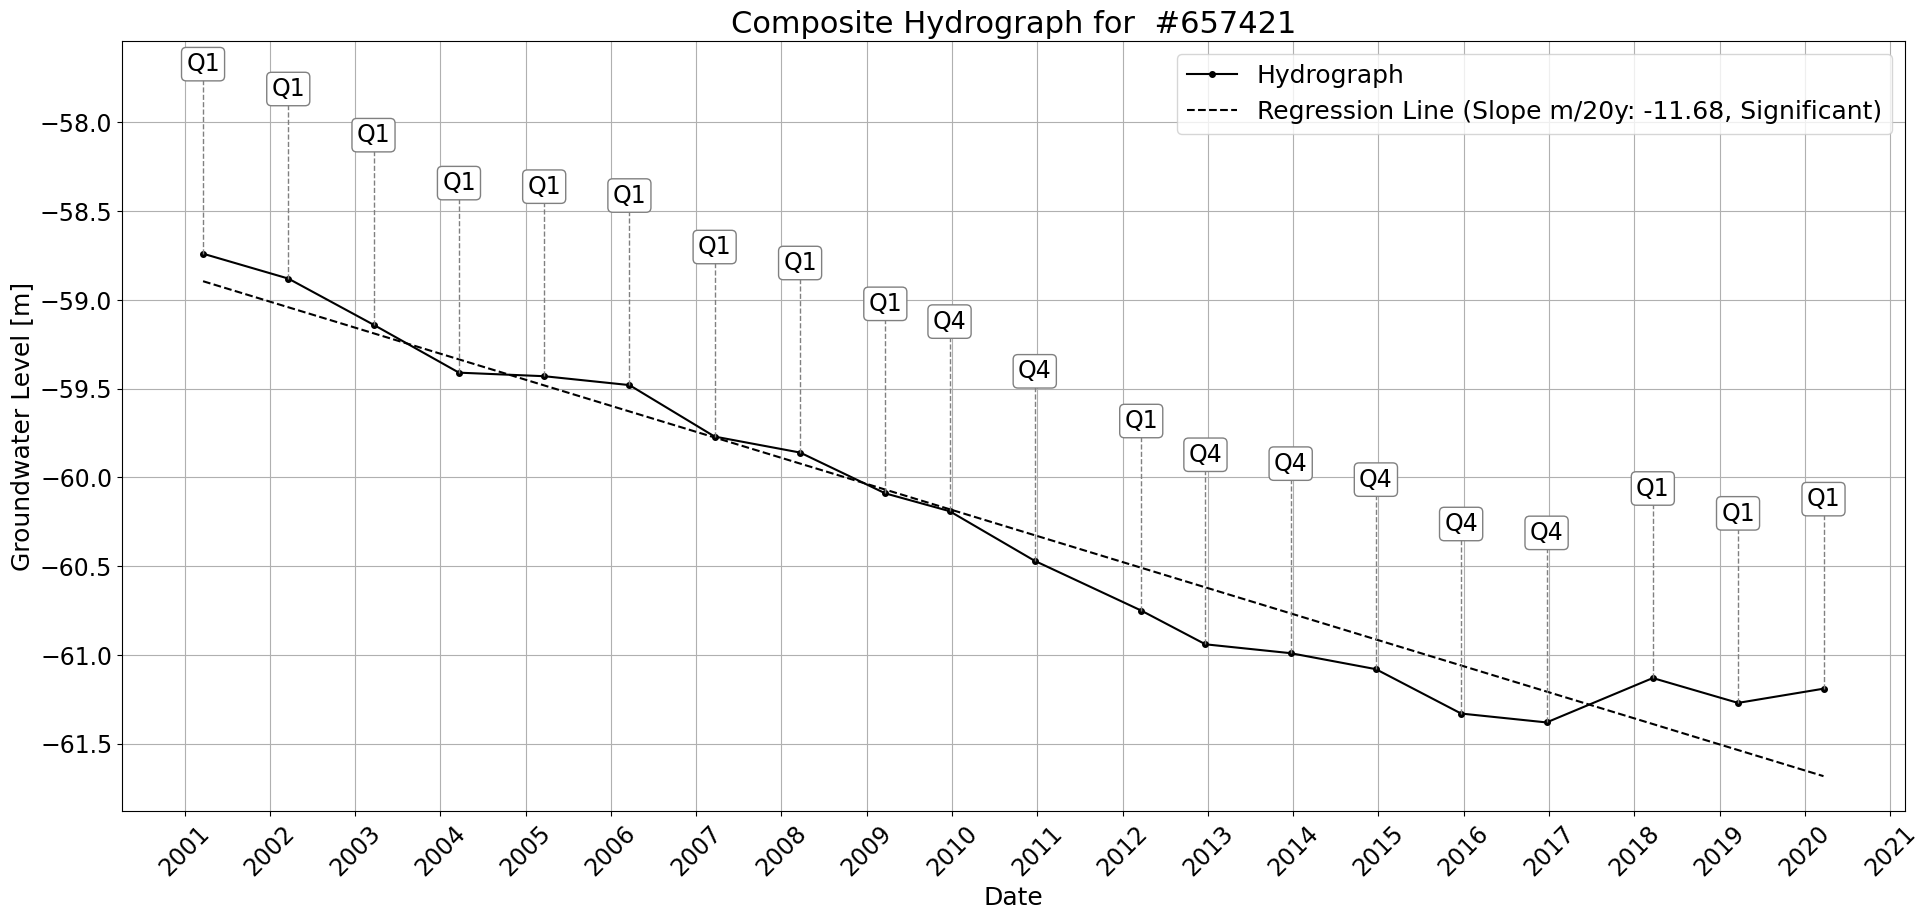 Composite Hydrograph for  #657421
Hydrograph
Regression Line (Slope m/20y: -11.68, Significant)
Q1
Q1
Q1
Q1
Q1
Q1
Q1
Q1
Q1
Q4
Q4
Q1
Q4
Q4
Q4
Q4
Q4
Q1
Q1
Q1
Groundwater Level [m]
−58.0
−58.5
−59.0
−59.5
−60.0
−60.5
−61.0
−61.5
2001
2002
2003
2004
2005
2006
2007
2008
2009
2010
2011
2012
2013
2014
2015
2016
2017
2018
2019
2020
2021
Date